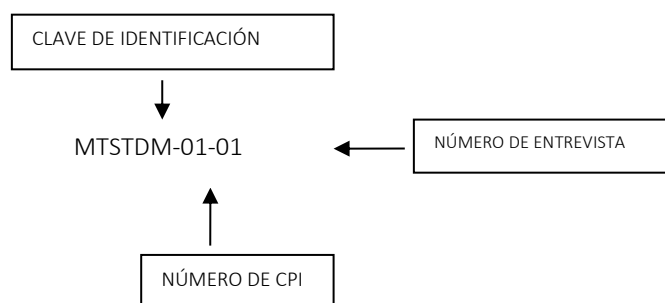 CLAVE DE IDENTIFICACIÓN
MTSTDM-01-01
NÚMERO DE ENTREVISTA
NÚMERO DE CPI